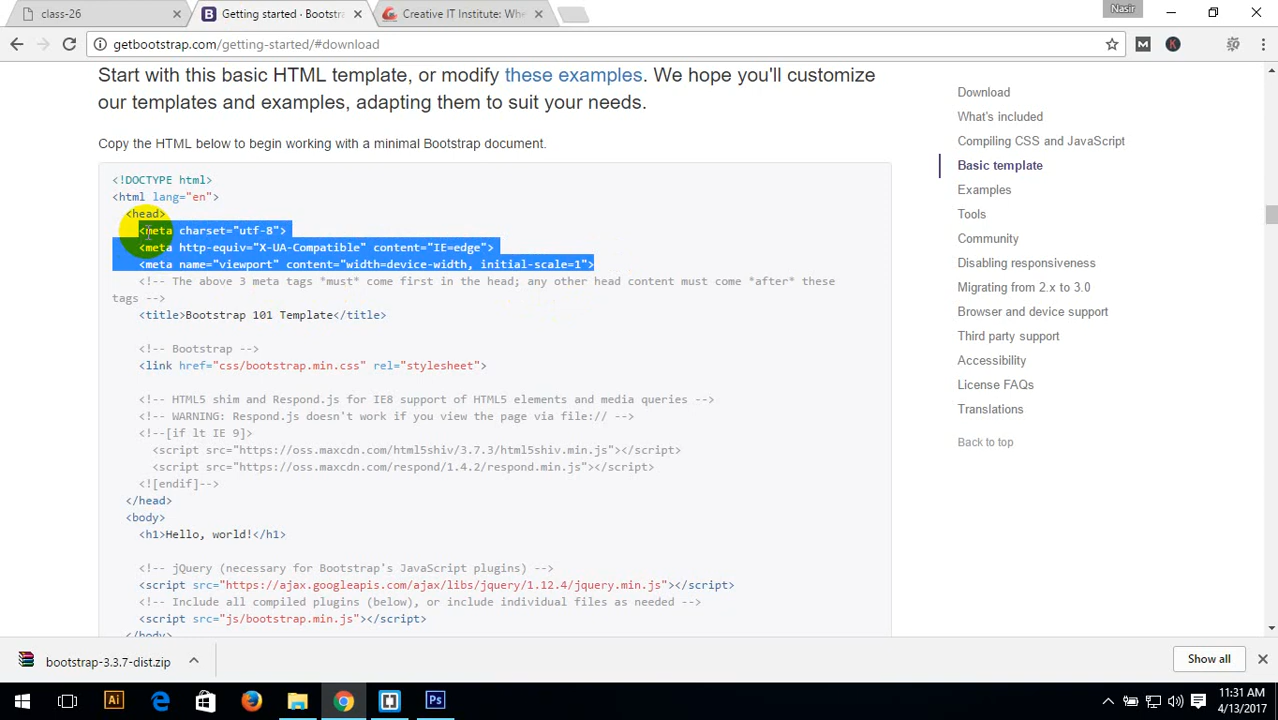 class-26
Getting started · Bootstra
Creative IT Institute: Whe
Nasir
getbootstrap.com/getting-started/#download
Start with this basic HTML template, or modify these examples. We hope you'll customize
our templates and examples, adapting them to suit your needs.
Copy the HTML below to begin working with a minimal Bootstrap document.
<!DOCTYPE html>
<html lang="en">
<head>
<meta charset="utf-8">
<meta http-equiv="X-UA-Compatible" content="IE=edge">
<meta name="viewport" content="width=device-width, initial-scale=1">
<!-- The above 3 meta tags *must* come first in the head; any other head content must come *after* these
tags -->
<title>Bootstrap 101 Template</title>
<!-- Bootstrap -->
<link href="css/bootstrap.min.css" rel="stylesheet">
<!-- HTML5 shim and Respond.js for IE8 support of HTML5 elements and media queries -->
<!-- WARNING: Respond.js doesn't work if you view the page via file:// -->
<!--[if lt IE 9]>
<script src="https://oss.maxcdn.com/html5shiv/3.7.3/html5shiv.min.js"></script>
<script src="https://oss.maxcdn.com/respond/1.4.2/respond.min.js"></script>
<![endif]-->
</head>
<body>
<h1>Hello, world!</h1>
<!-- jQuery (necessary for Bootstrap's JavaScript plugins) -->
<script src="https://ajax.googleapis.com/ajax/libs/jquery/1.12.4/jquery.min.js"></script>
<!-- Include all compiled plugins (below), or include individual files as needed -->
<script src="js/bootstrap.min.js"></script>
</body>
Download
What's included
Compiling CSS and JavaScript
Basic template
Examples
Tools
Community
Disabling responsiveness
Migrating from 2.x to 3.0
Browser and device support
Third party support
Accessibility
License FAQs
Translations
Back to top
bootstrap-3.3.7-dist.zip
Show all
11:31 AM
4/13/2017